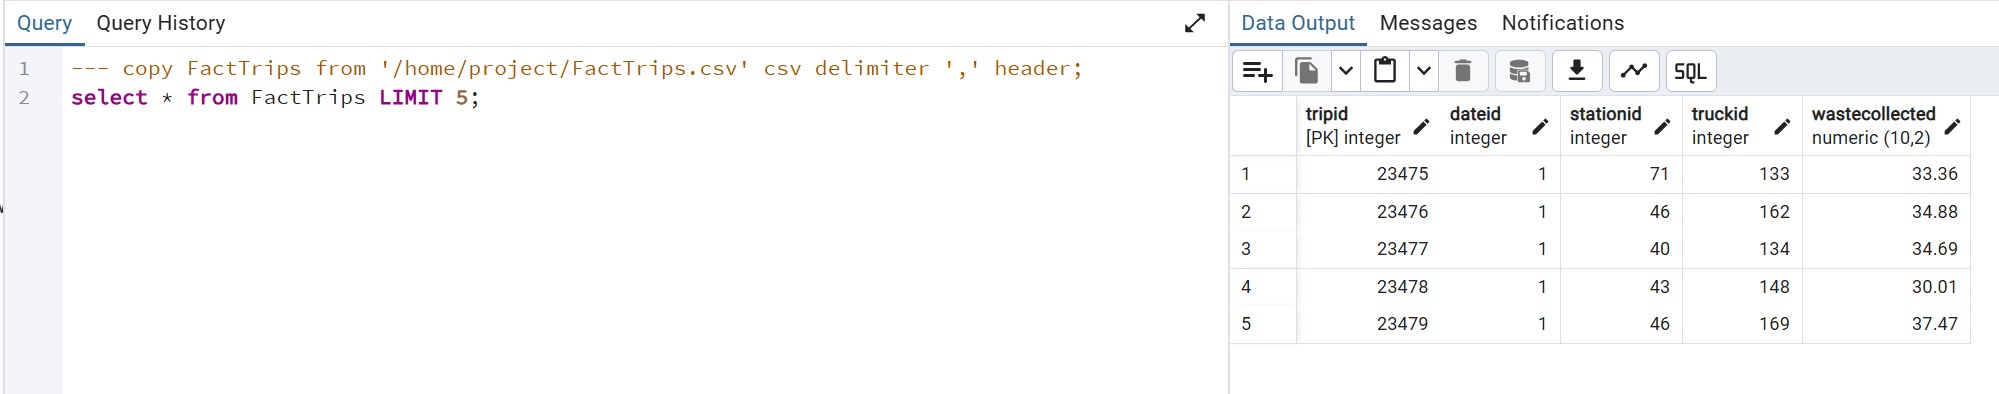 Query Query History
1 --- copy FactTrips from '/home/project/FactTrips.csv' csv delimiter ',' header;
2 select * from FactTrips LIMIT 5;
Data Output Messages Notifications
SQL
tripid dateid stationid truckid wastecollected
[PK] integer integer integer integer numeric (10,2)
1 23475 1 71 133 33.36
2 23476 1 46 162 34.88
3 23477 1 40 134 34.69
4 23478 1 43 148 30.01
5 23479 1 46 169 37.47